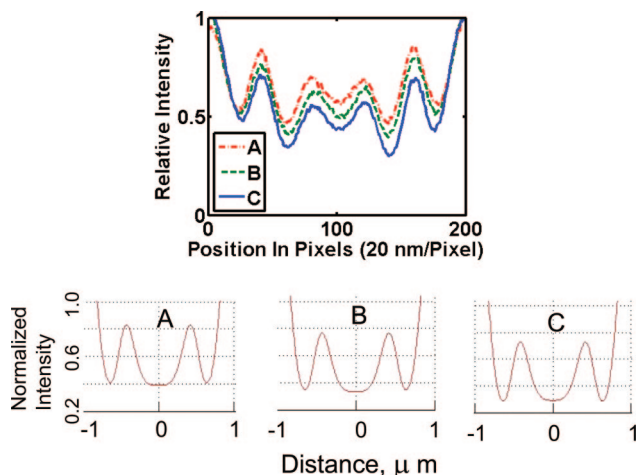 1
0.5
0
Relative Intensity
A
B
C
0 100 200
Position In Pixels (20 nm/Pixel)
Normalized
Intensity
1.0
0.6
0.2
A
B
C
-1 0 1
-1 0 1
-1 0 1
Distance, μ m